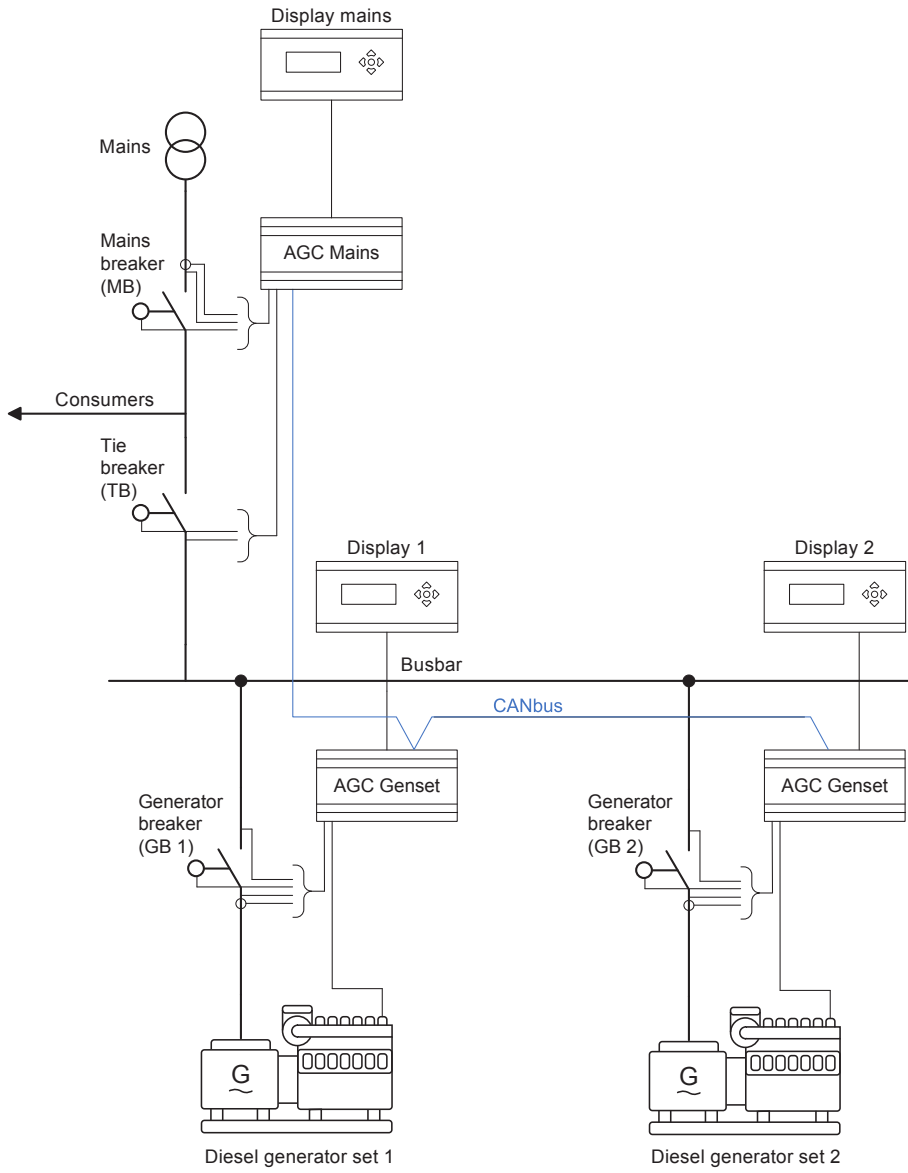 Display mains
Mains
Mains
breaker
(MB)
AGC Mains
Consumers
Tie
breaker
(TB)
Display 1
Display 2
Busbar
CANbus
AGC Genset
AGC Genset
Generator
breaker
(GB 1)
Generator
breaker
(GB 2)
G
G
Diesel generator set 1
Diesel generator set 2